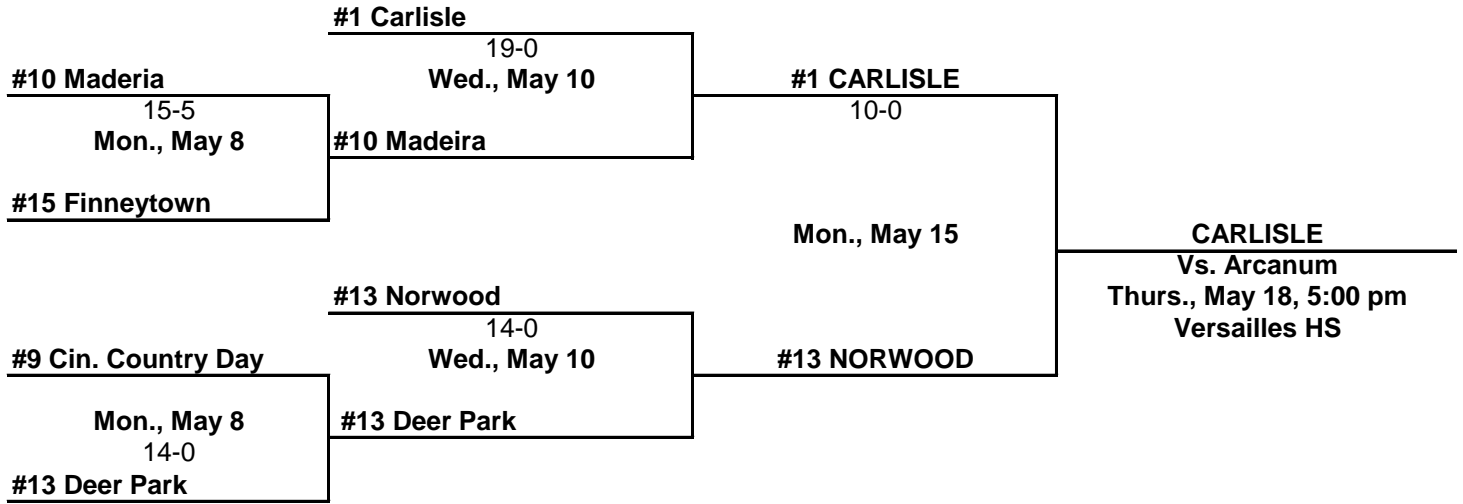 #1 Carlisle
19-0
#10 Maderia
Wed., May 10
#1 CARLISLE
15-5
10-0
Mon., May 8
#10 Madeira
#15 Finneytown
Mon., May 15
CARLISLE
Vs. Arcanum
#13 Norwood
Thurs., May 18, 5:00 pm
14-0
Versailles HS
#9 Cin. Country Day
Wed., May 10
#13 NORWOOD
Mon., May 8
#13 Deer Park
14-0
#13 Deer Park